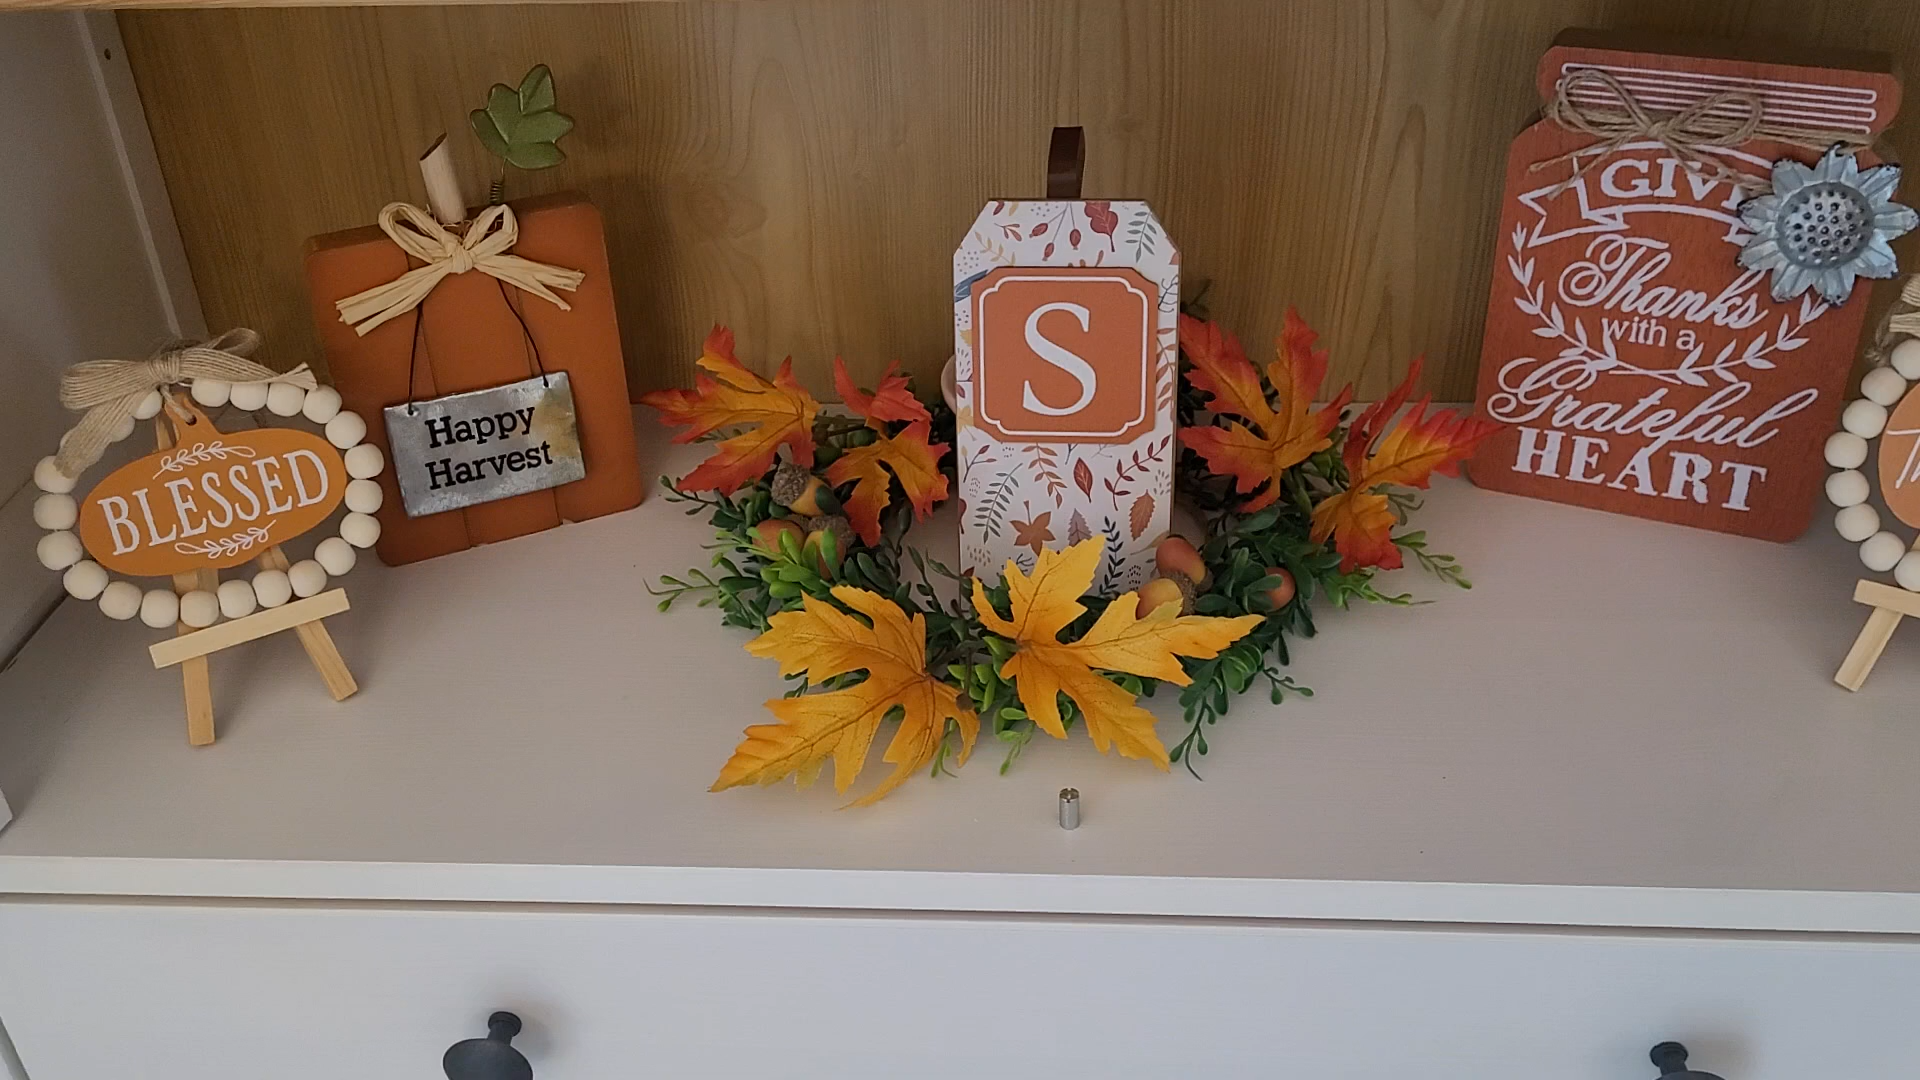 BLESSED
Happy
Harvest
S
GIVE
Thanks
with a
Grateful
HEART